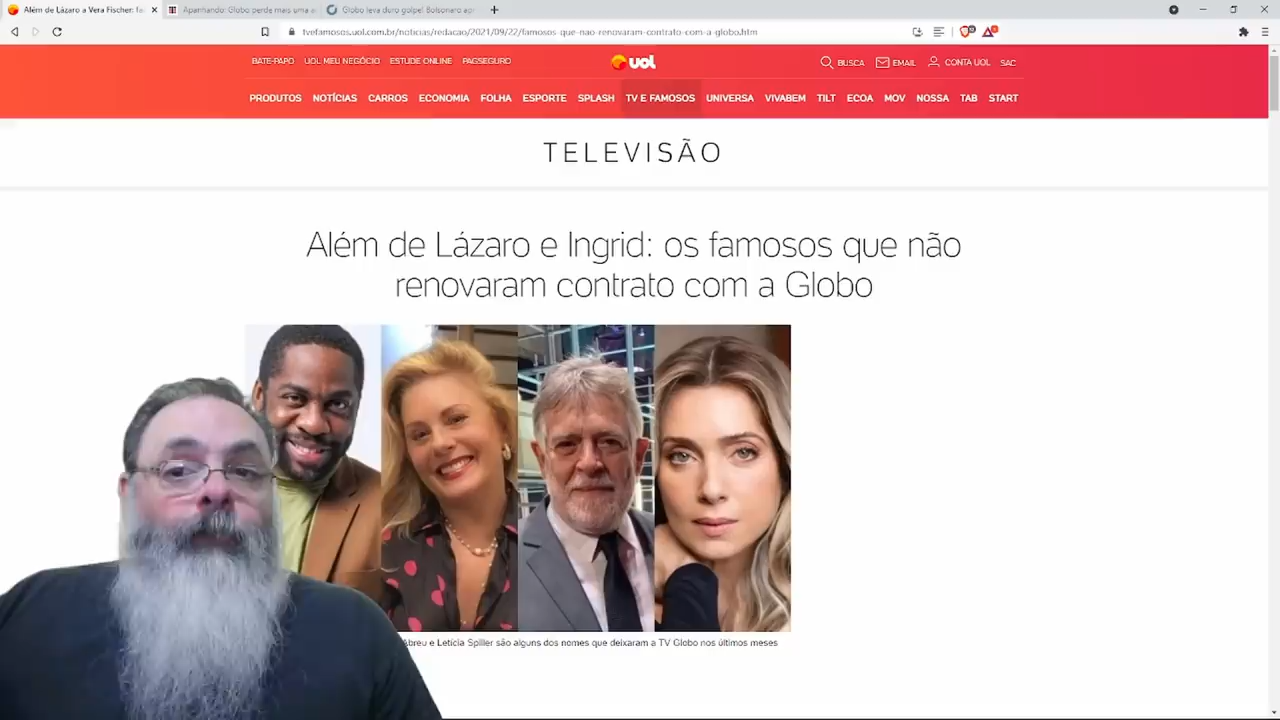 Além de Lázaro a Vera Fischer: fa
Apanhando: Globo perde mais uma a
Globo leva duro golpe! Bolsonaro ap
tvefamosos.uol.com.br/noticias/redacao/2021/09/22/famosos-que-nao-renovaram-contrato-com-a-globo.htm
BATE-PAPO UOL MEU NEGÓCIO ESTUDE ONLINE PAGSEGURO
uol
BUSCA EMAIL CONTA UOL SAC
PRODUTOS NOTÍCIAS CARROS ECONOMIA FOLHA ESPORTE SPLASH TV E FAMOSOS UNIVERSA VIVABEM TILT ECOA MOV NOSSA TAB START
TELEVISÃO
Além de Lázaro e Ingrid: os famosos que não
renovaram contrato com a Globo
Abreu e Letícia Spiller são alguns dos nomes que deixaram a TV Globo nos últimos meses